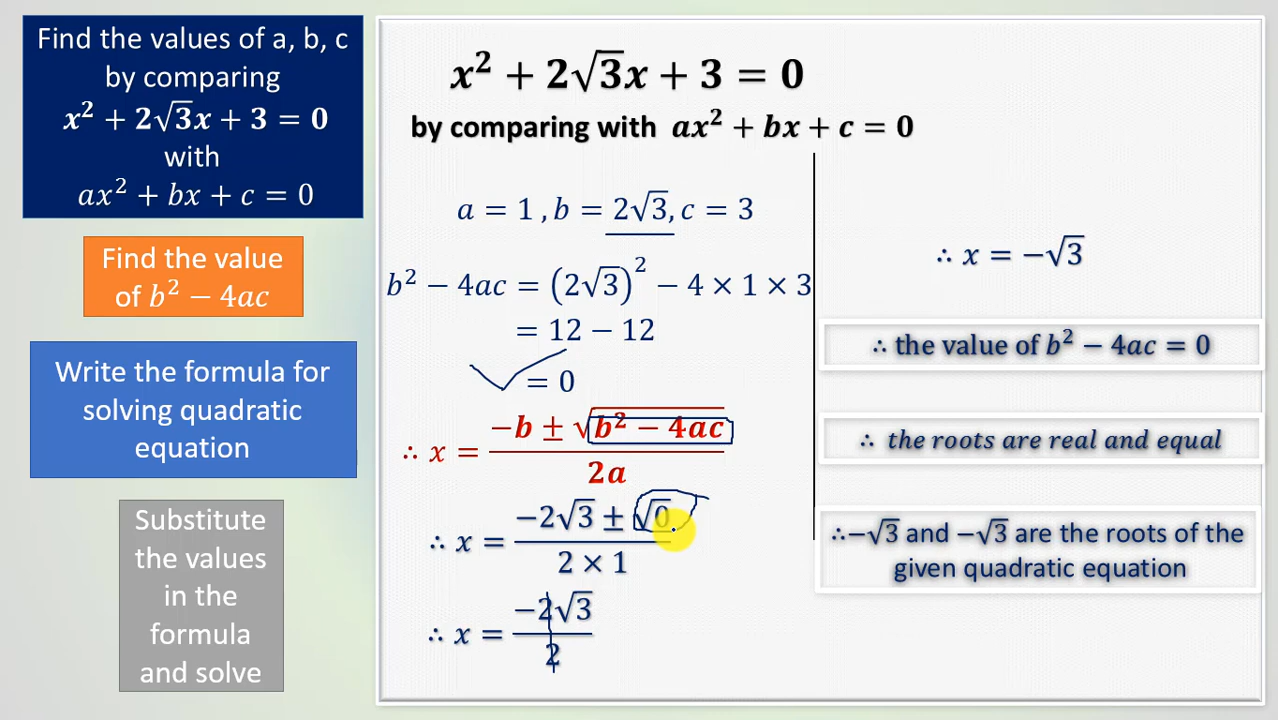 Find the values of a, b, c
by comparing
x² + 2√3x + 3 = 0
with
ax² + bx + c = 0
Find the value
of b² − 4ac
Write the formula for
solving quadratic
equation
Substitute
the values
in the
formula
and solve
x² + 2√3x + 3 = 0
by comparing with ax² + bx + c = 0
a = 1 , b = 2√3, c = 3
b² − 4ac = (2√3)² − 4 × 1 × 3
= 12 − 12
= 0
∴ x = (−b ± √(b² − 4ac)) / 2a
∴ x = (−2√3 ± √0) / (2 × 1)
∴ x = −2√3 / 2
∴ x = −√3
∴ the value of b² − 4ac = 0
∴ the roots are real and equal
∴−√3 and −√3 are the roots of the
given quadratic equation